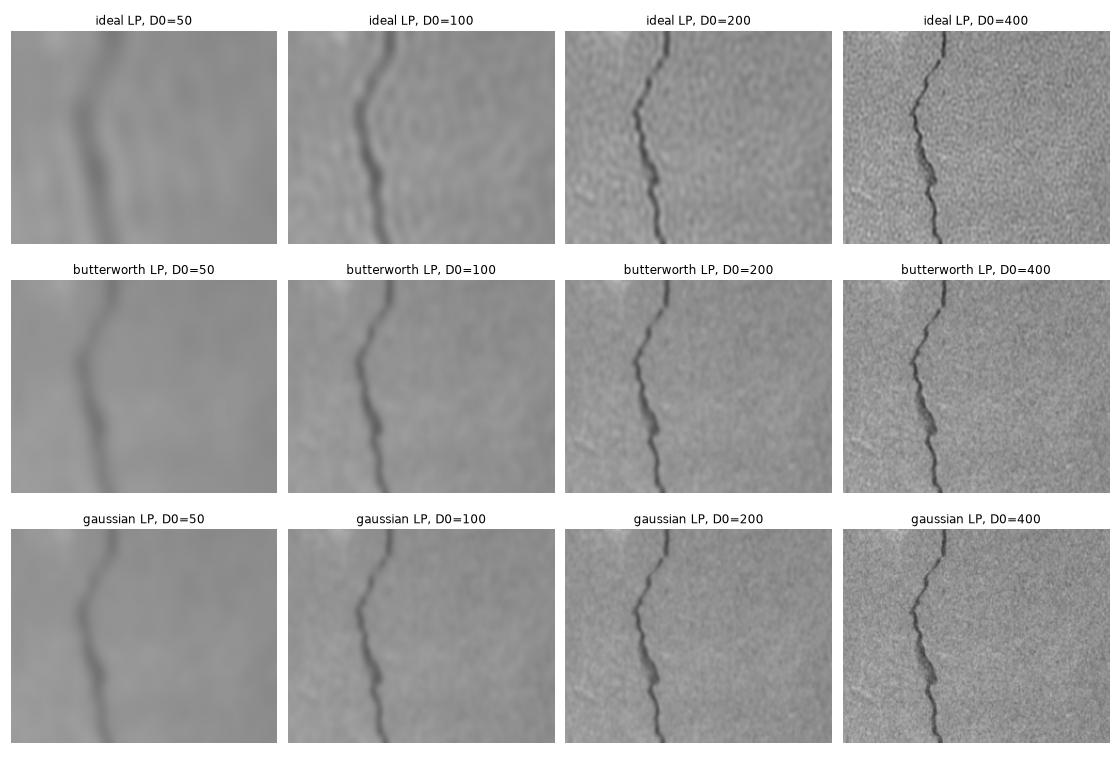 ideal LP, D0=50
ideal LP, D0=100
ideal LP, D0=200
ideal LP, D0=400
butterworth LP, D0=50
butterworth LP, D0=100
butterworth LP, D0=200
butterworth LP, D0=400
gaussian LP, D0=50
gaussian LP, D0=100
gaussian LP, D0=200
gaussian LP, D0=400